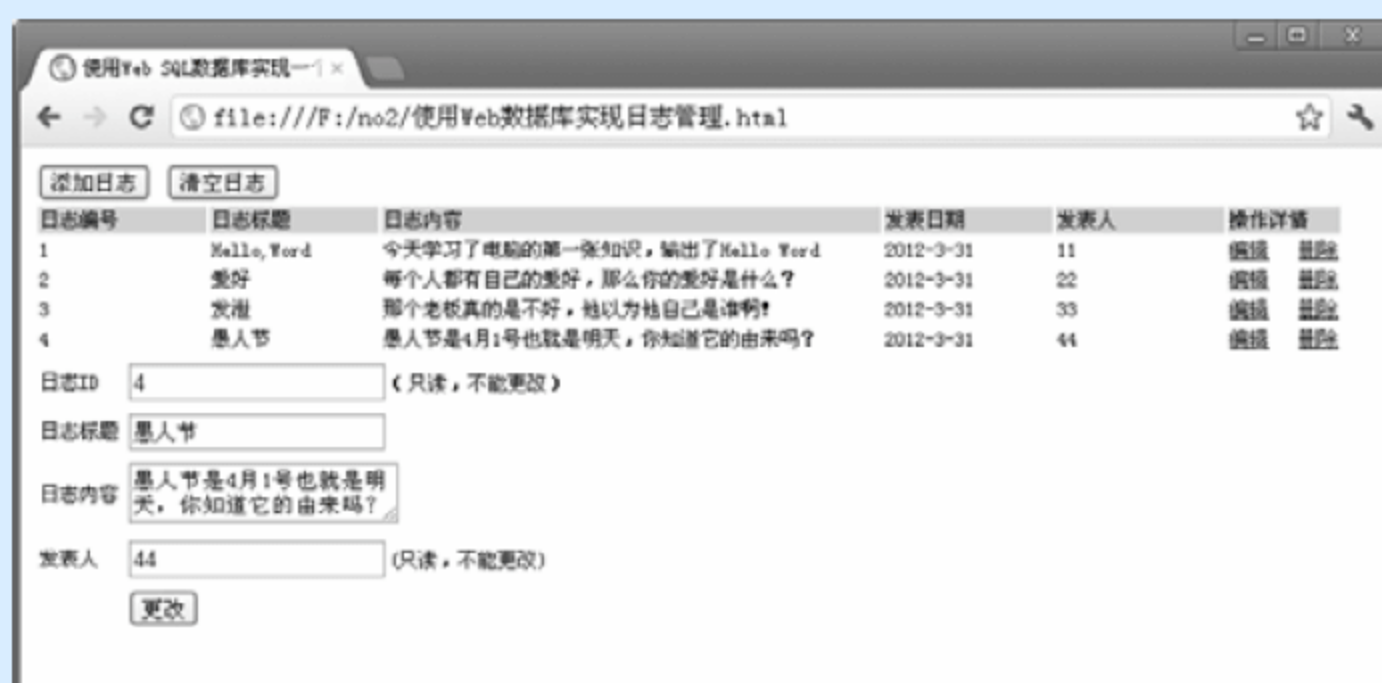 使用Web SQL数据库实现一
file:///F:/no2/使用Web数据库实现日志管理.html
添加日志 清空日志
日志编号 日志标题 日志内容 发表日期 发表人 操作详情
1 Hello,Word 今天学习了电脑的第一张知识，输出了Hello Word 2012-3-31 11 编辑 删除
2 爱好 每个人都有自己的爱好，那么你的爱好是什么？ 2012-3-31 22 编辑 删除
3 发泄 那个老板真的是不好，他以为他自己是谁啊！ 2012-3-31 33 编辑 删除
4 愚人节 愚人节是4月1号也就是明天，你知道它的由来吗？ 2012-3-31 44 编辑 删除
日志ID 4 (只读，不能更改)
日志标题 愚人节
日志内容 愚人节是4月1号也就是明
天，你知道它的由来吗？
发表人 44 (只读，不能更改)
更改